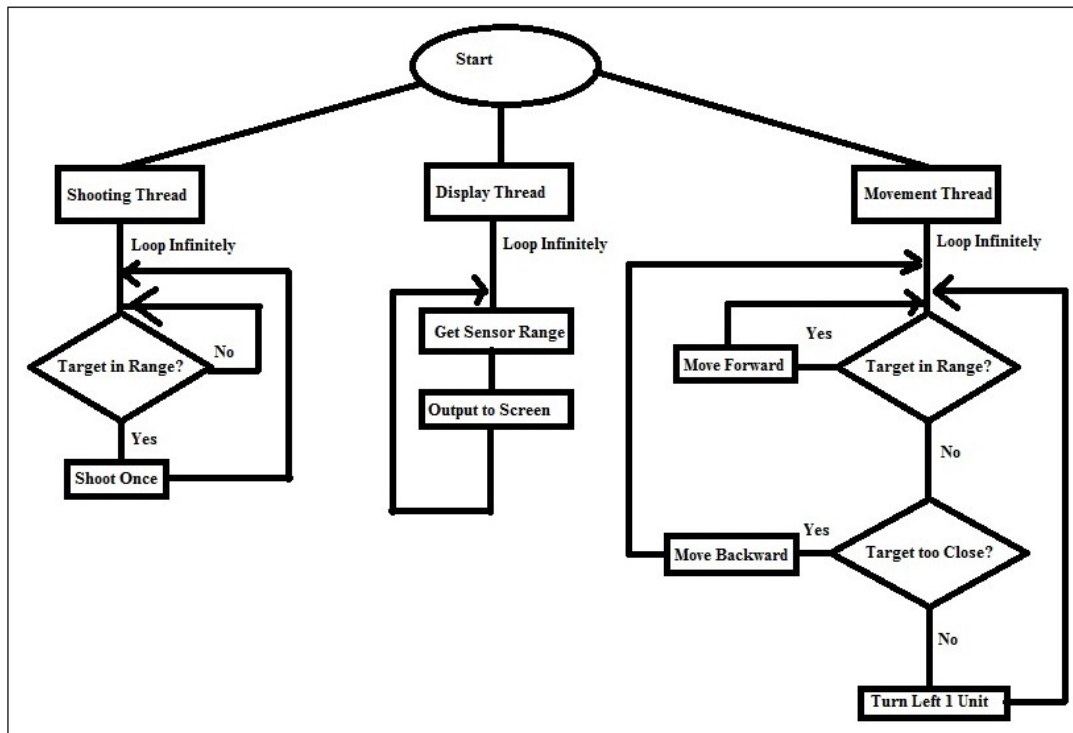 Start
Shooting Thread
Loop Infinitely
Target in Range?
No
Yes
Shoot Once
Display Thread
Loop Infinitely
Get Sensor Range
Output to Screen
Movement Thread
Loop Infinitely
Yes
Move Forward
Target in Range?
No
Yes
Move Backward
Target too Close?
No
Turn Left 1 Unit